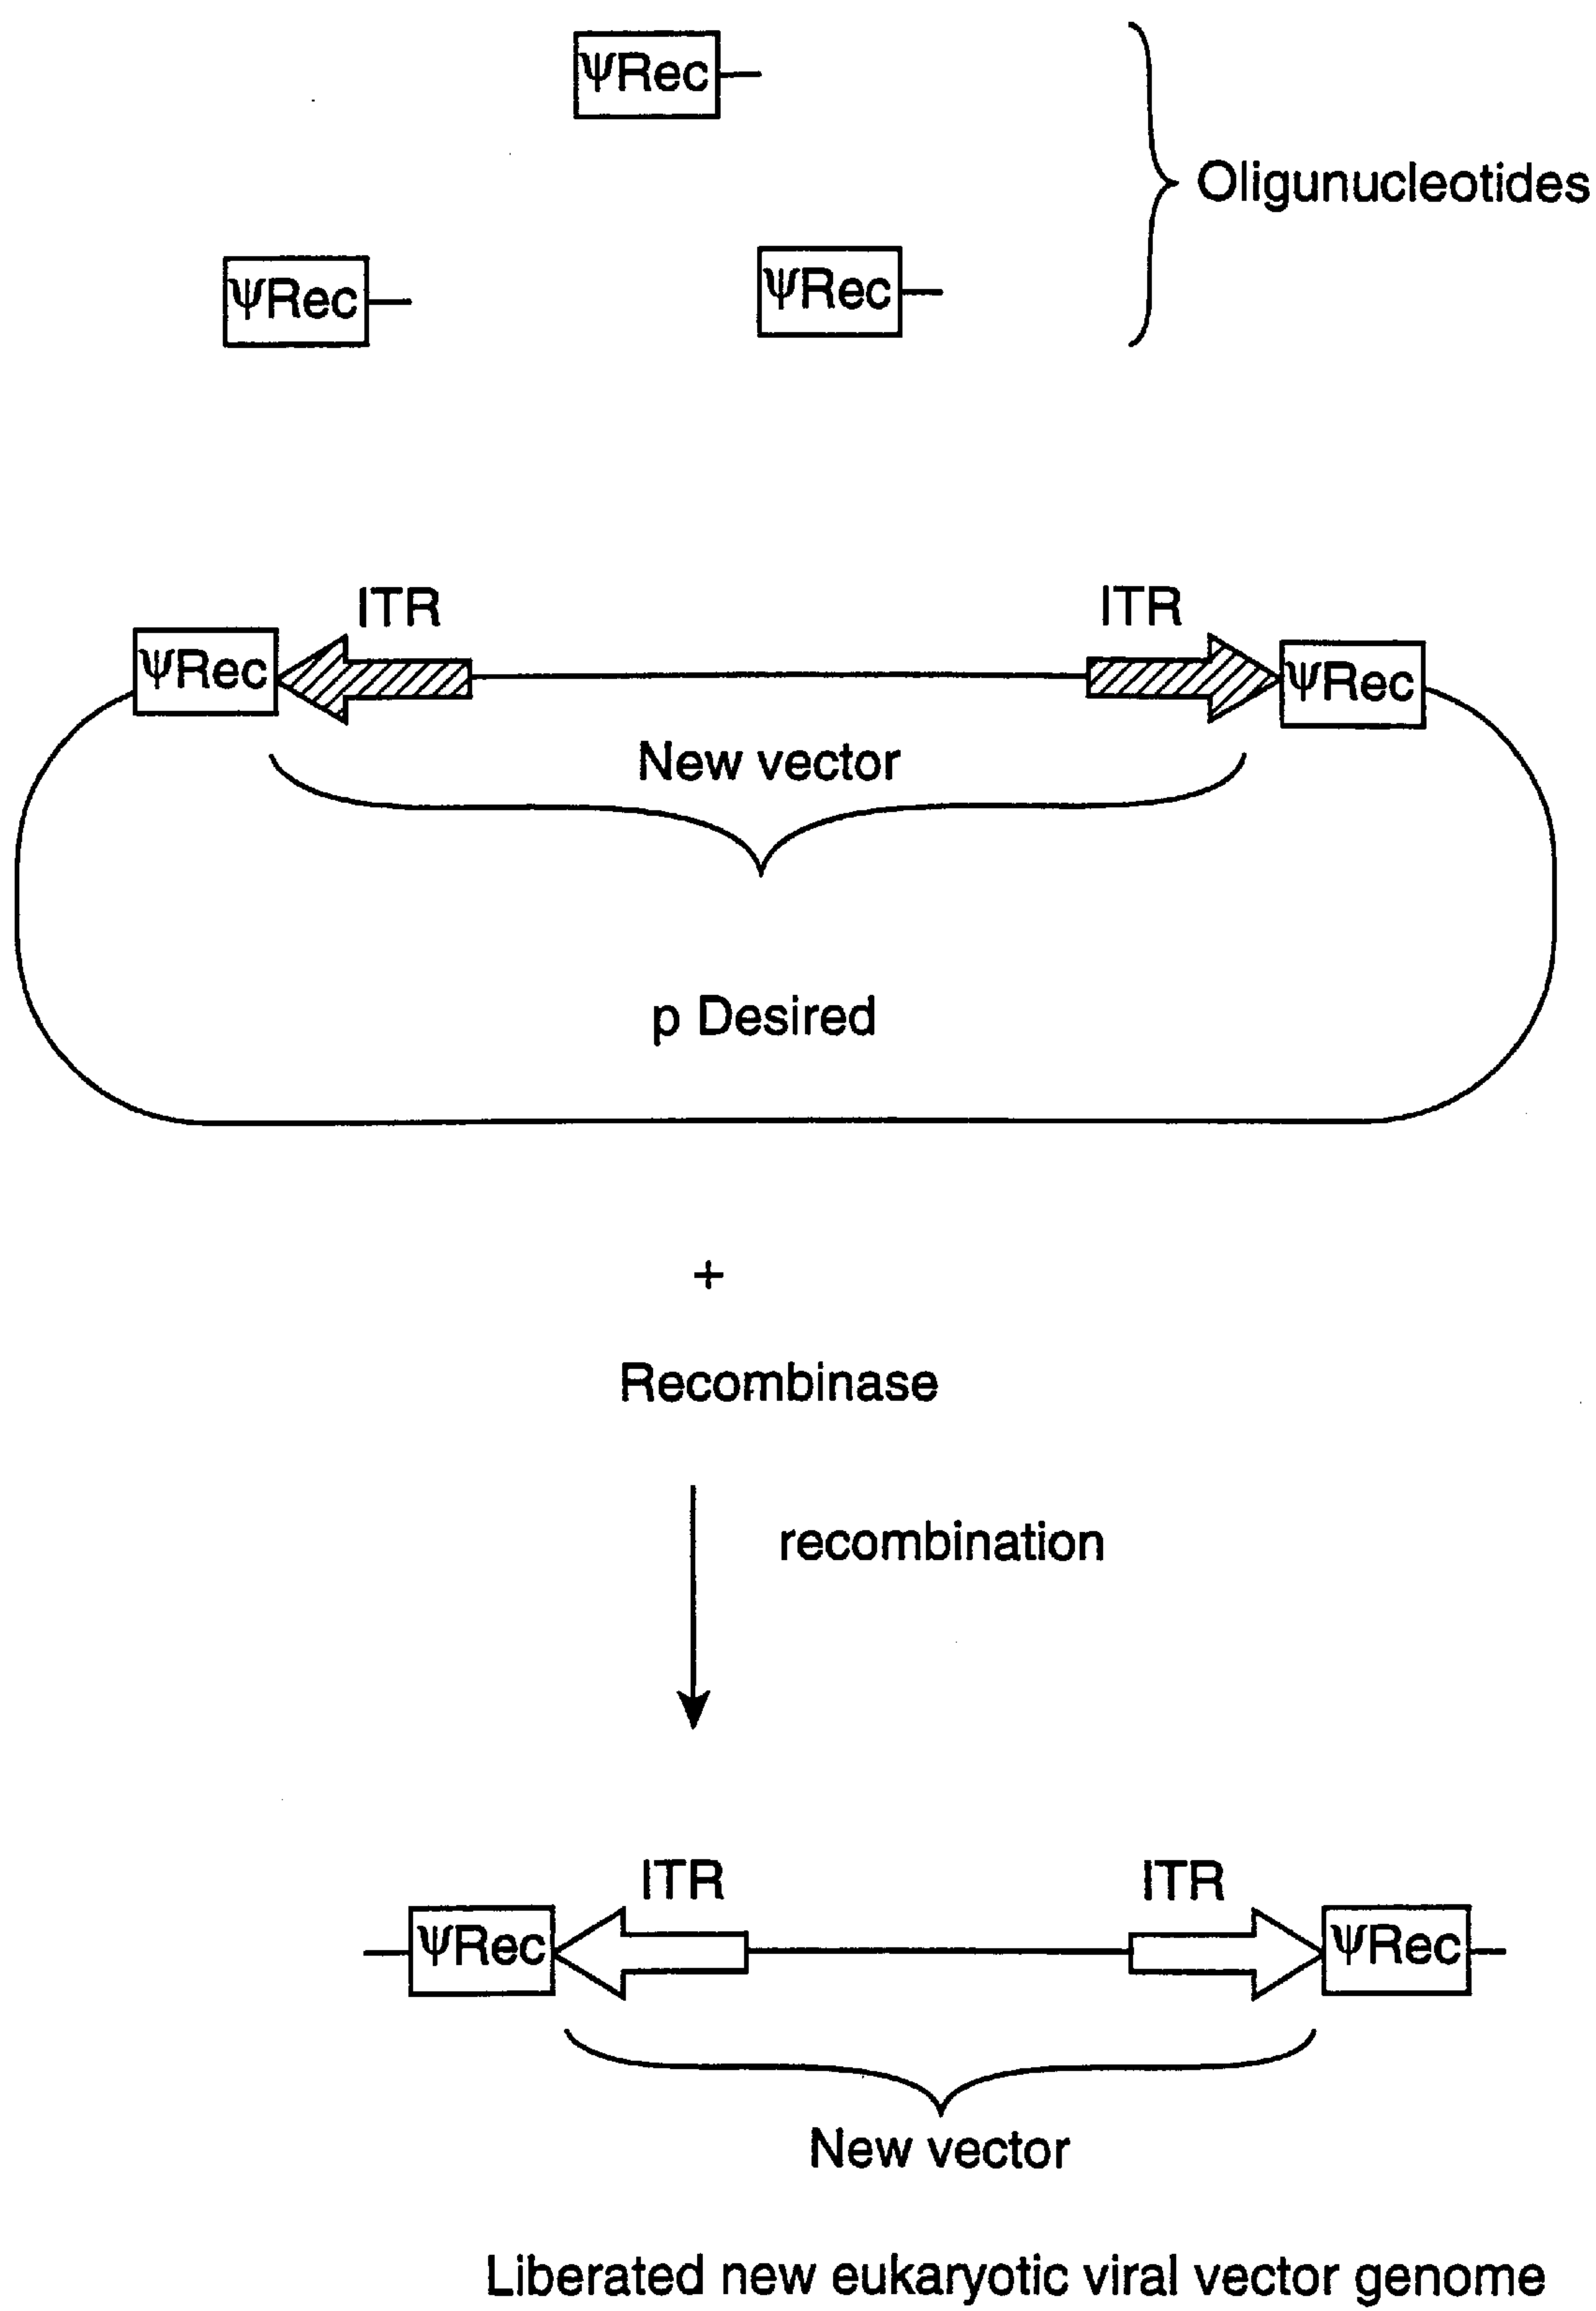 ΨRec
Oligunucleotides
ΨRec
ΨRec
ITR
ITR
ΨRec
ΨRec
New vector
p Desired
+
Recombinase
recombination
ITR
ITR
ΨRec
ΨRec
New vector
Liberated new eukaryotic viral vector genome